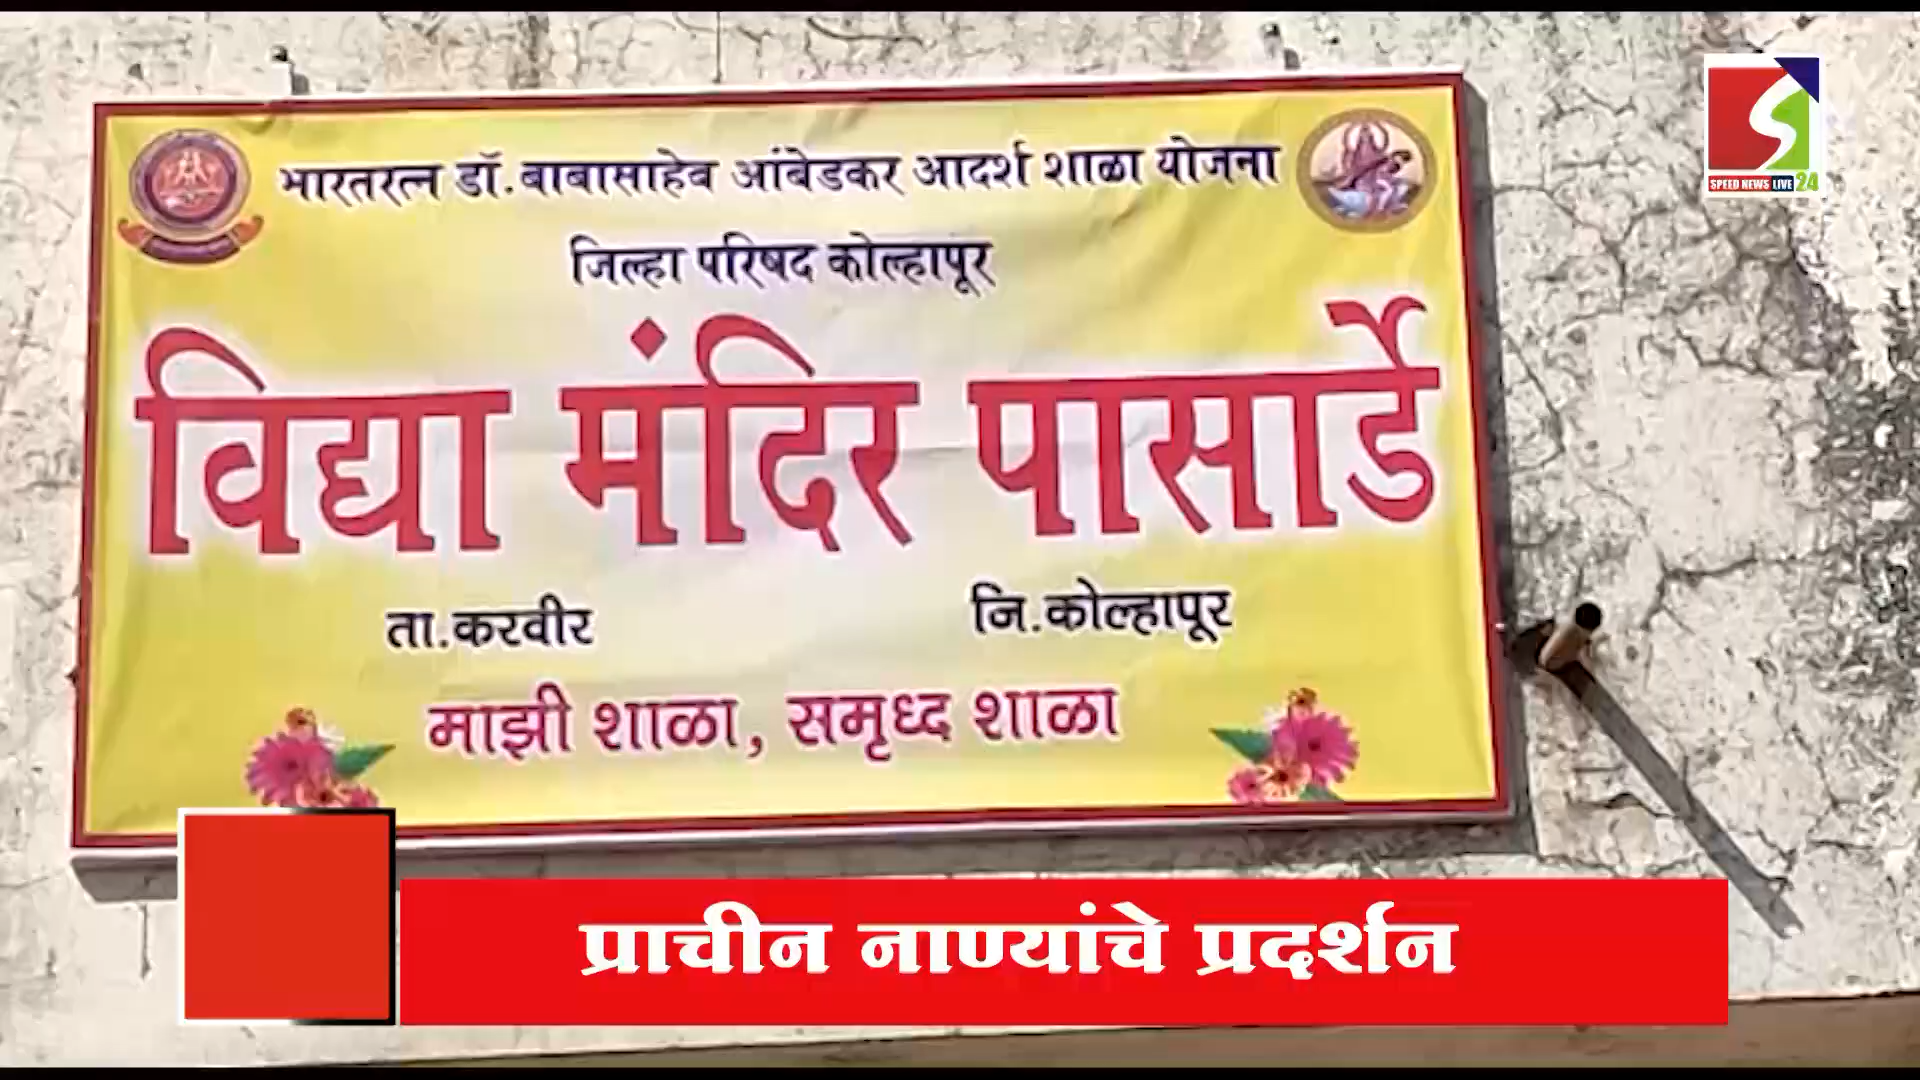 भारतरत्न डॉ.बाबासाहेब आंबेडकर आदर्श शाळा योजना
जिल्हा परिषद कोल्हापूर
विद्या मंदिर पासार्डे
ता.करवीर जि.कोल्हापूर
माझी शाळा, समृध्द शाळा
SPEED NEWS LIVE 24
प्राचीन नाण्यांचे प्रदर्शन